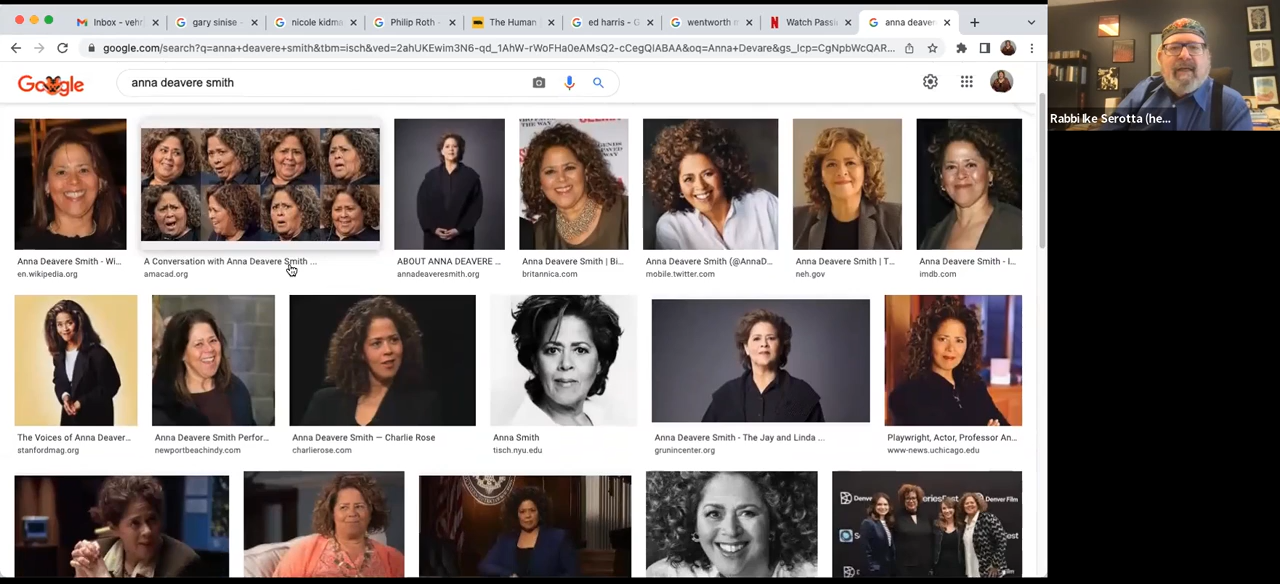 Inbox - vehr
gary sinise -
nicole kidma
Philip Roth -
The Human
ed harris - G
wentworth m
Watch Passi
anna deaver
google.com/search?q=anna+deavere+smith&tbm=isch&ved=2ahUKEwim3N6-qd_1AhW-rWoFHa0eAMsQ2-cCegQIABAA&oq=Anna+Devare&gs_lcp=CgNpbWcQAR...
Rabbi Ike Serotta (he...
Google
anna deavere smith
Anna Deavere Smith - Wi...
en.wikipedia.org
A Conversation with Anna Deavere Smith ...
amacad.org
ABOUT ANNA DEAVERE ...
annadeaveresmith.org
Anna Deavere Smith | Bi...
britannica.com
Anna Deavere Smith (@AnnaD...
mobile.twitter.com
Anna Deavere Smith | T...
neh.gov
Anna Deavere Smith - I...
imdb.com
The Voices of Anna Deaver...
stanfordmag.org
Anna Deavere Smith Perfor...
newportbeachindy.com
Anna Deavere Smith — Charlie Rose
charlierose.com
Anna Smith
tisch.nyu.edu
Anna Deavere Smith - The Jay and Linda ...
grunincenter.org
Playwright, Actor, Professor An...
www-news.uchicago.edu
Denver Film